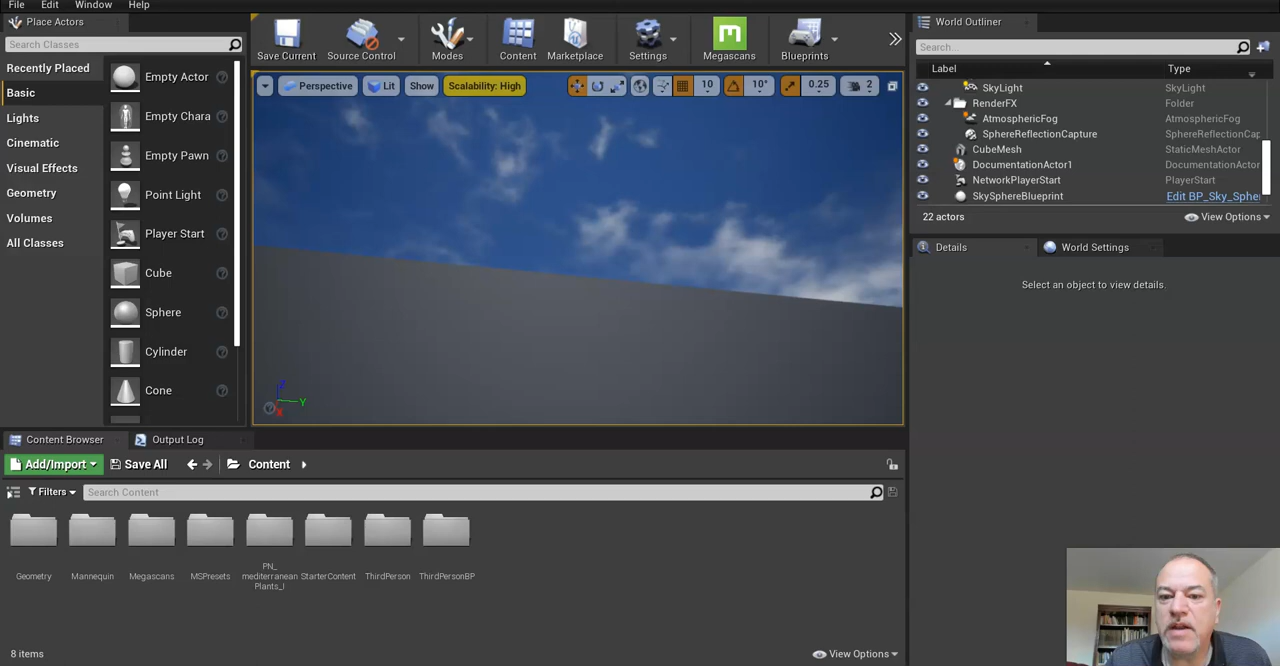 File Edit Window Help
Place Actors
Search Classes
Recently Placed
Basic
Lights
Cinematic
Visual Effects
Geometry
Volumes
All Classes
Empty Actor
Empty Chara
Empty Pawn
Point Light
Player Start
Cube
Sphere
Cylinder
Cone
Save Current
Source Control
Modes
Content
Marketplace
Settings
Megascans
Blueprints
Perspective
Lit
Show
Scalability: High
10
10°
0.25
2
Z
Y
X
World Outliner
Search...
Label Type
SkyLight SkyLight
RenderFX Folder
AtmosphericFog AtmosphericFog
SphereReflectionCapture SphereReflectionCap
CubeMesh StaticMeshActor
DocumentationActor1 DocumentationActor
NetworkPlayerStart PlayerStart
SkySphereBlueprint Edit BP_Sky_Sphe
22 actors View Options
Details World Settings
Select an object to view details.
Content Browser Output Log
Add/Import Save All Content
Filters Search Content
Geometry
Mannequin
Megascans
MSPresets
PN_
mediterranean
Plants_I
StarterContent
ThirdPerson
ThirdPersonBP
8 items View Options